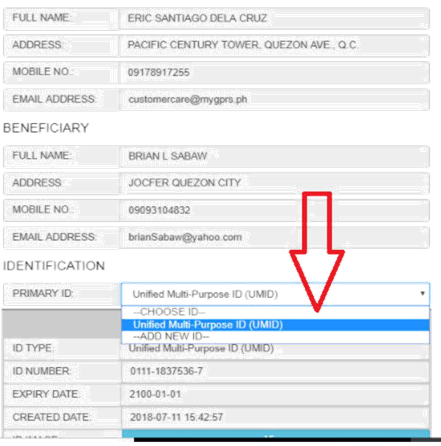 FULL NAME: ERIC SANTIAGO DELA CRUZ
ADDRESS: PACIFIC CENTURY TOWER, QUEZON AVE., Q.C.
MOBILE NO.: 09178917255
EMAIL ADDRESS: customercare@mygprs.ph
BENEFICIARY
FULL NAME: BRIAN L SABAW
ADDRESS: JOCFER QUEZON CITY
MOBILE NO.: 09093104832
EMAIL ADDRESS: brianSabaw@yahoo.com
IDENTIFICATION
PRIMARY ID: Unified Multi-Purpose ID (UMID)
--CHOOSE ID--
Unified Multi-Purpose ID (UMID)
--ADD NEW ID--
ID TYPE: Unified Multi-Purpose ID (UMID)
ID NUMBER: 0111-1837536-7
EXPIRY DATE: 2100-01-01
CREATED DATE: 2018-07-11 15:42:57